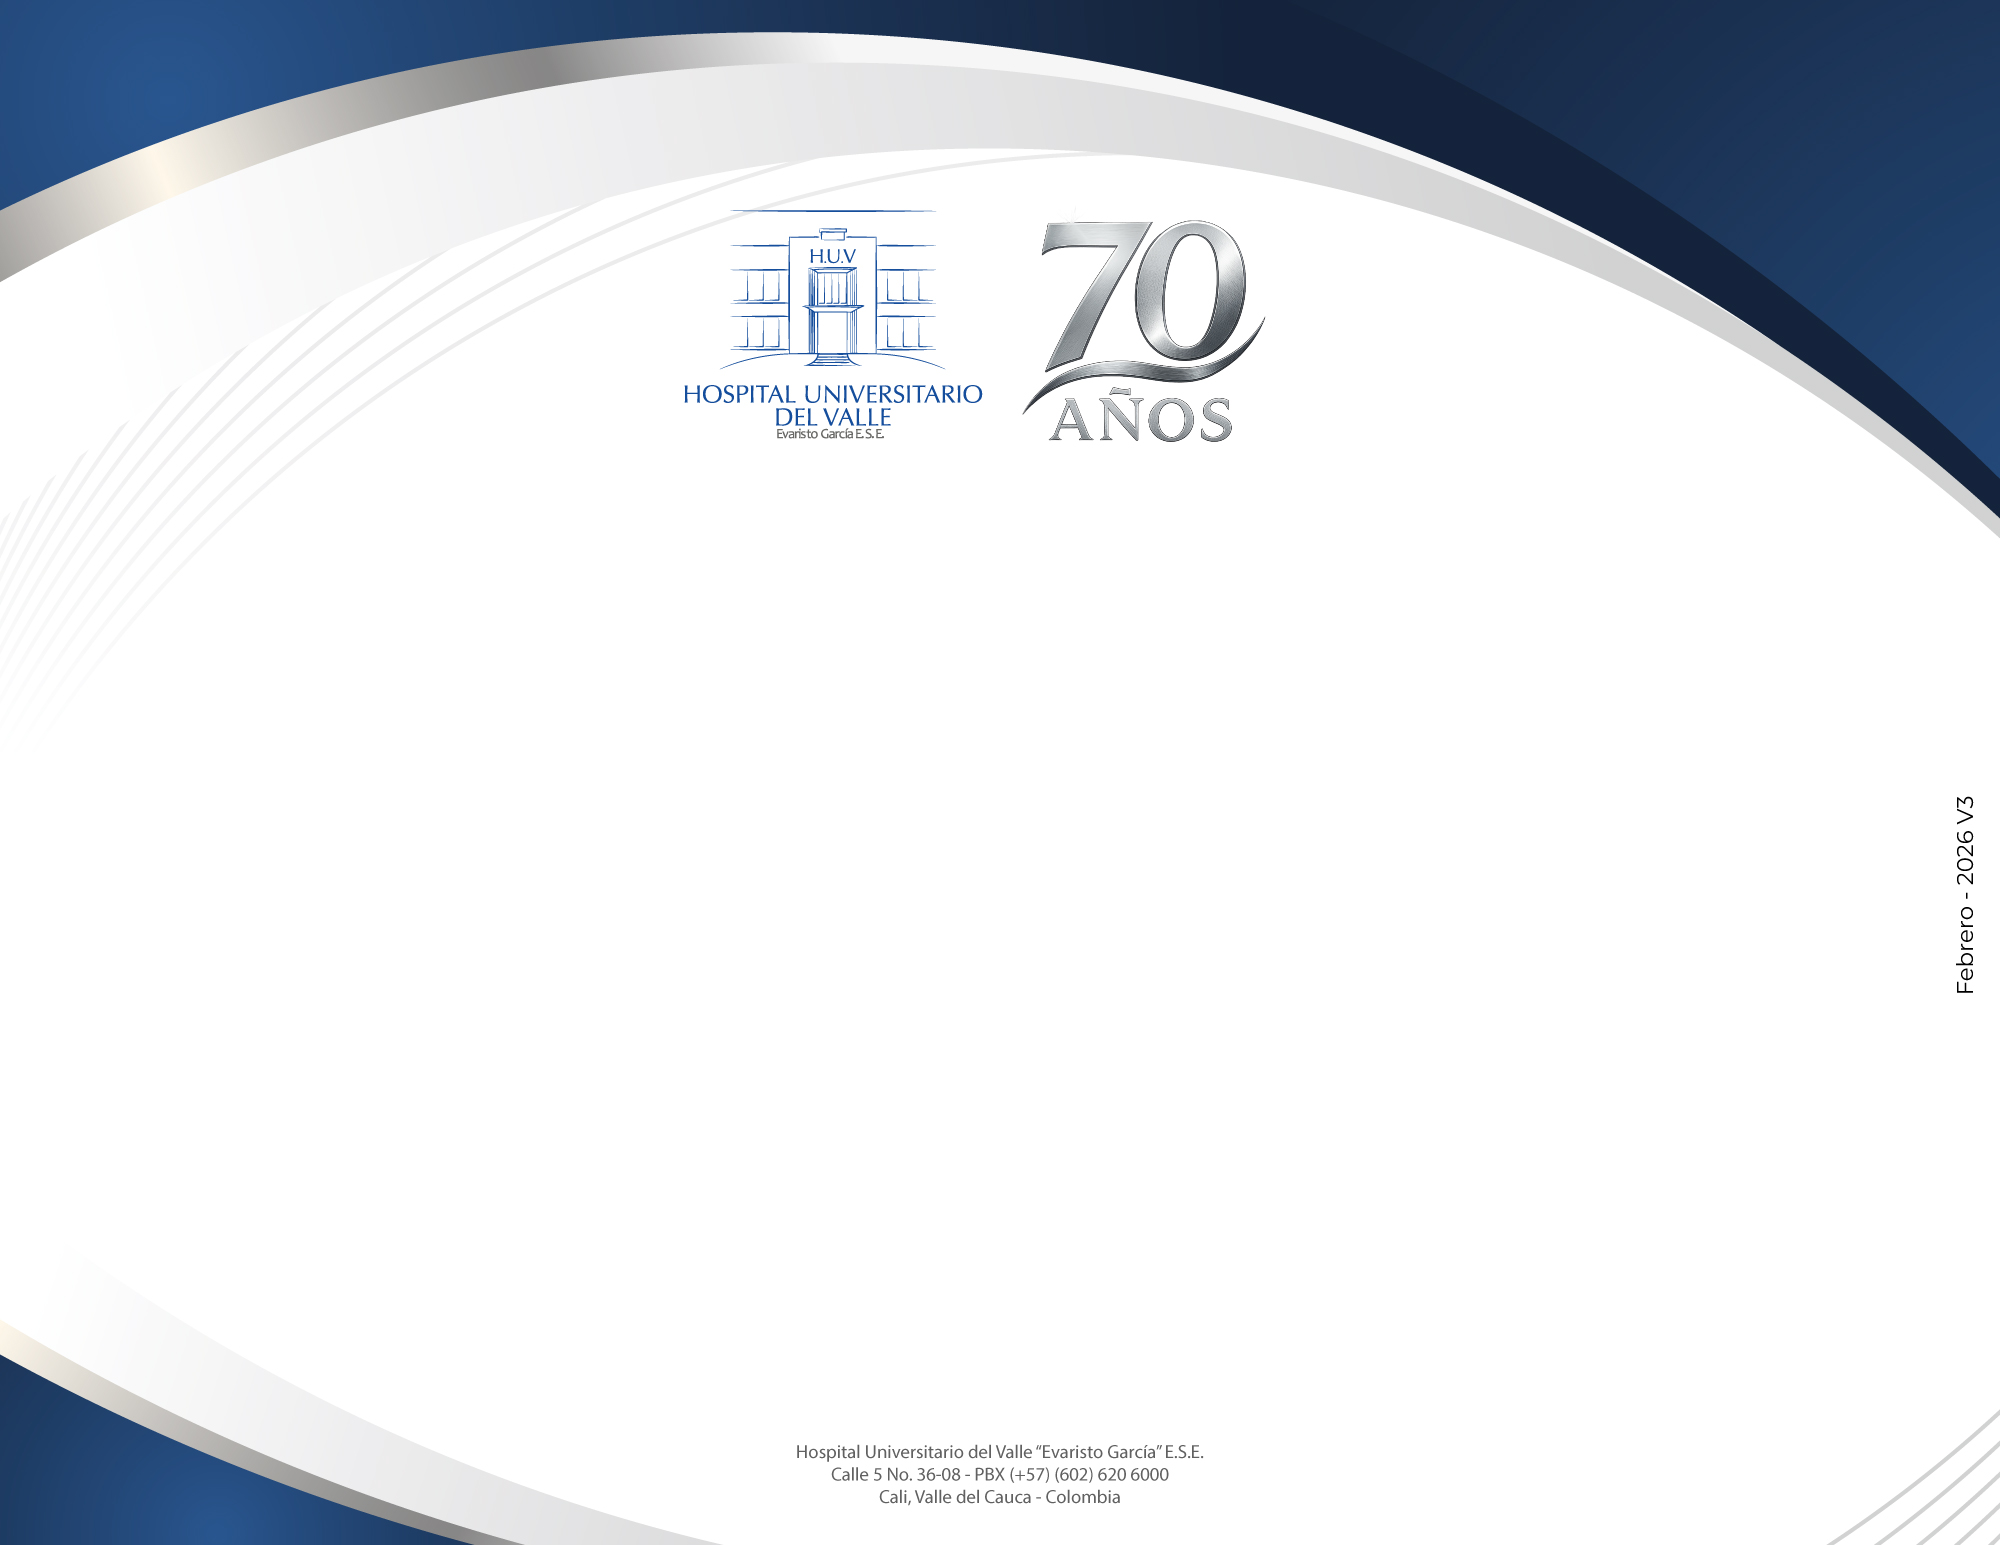 H.U.V
HOSPITAL UNIVERSITARIO
DEL VALLE
Evaristo García E.S.E.
70
AÑOS
Febrero - 2026 V3
Hospital Universitario del Valle “Evaristo García” E.S.E.
Calle 5 No. 36-08 - PBX (+57) (602) 620 6000
Cali, Valle del Cauca - Colombia